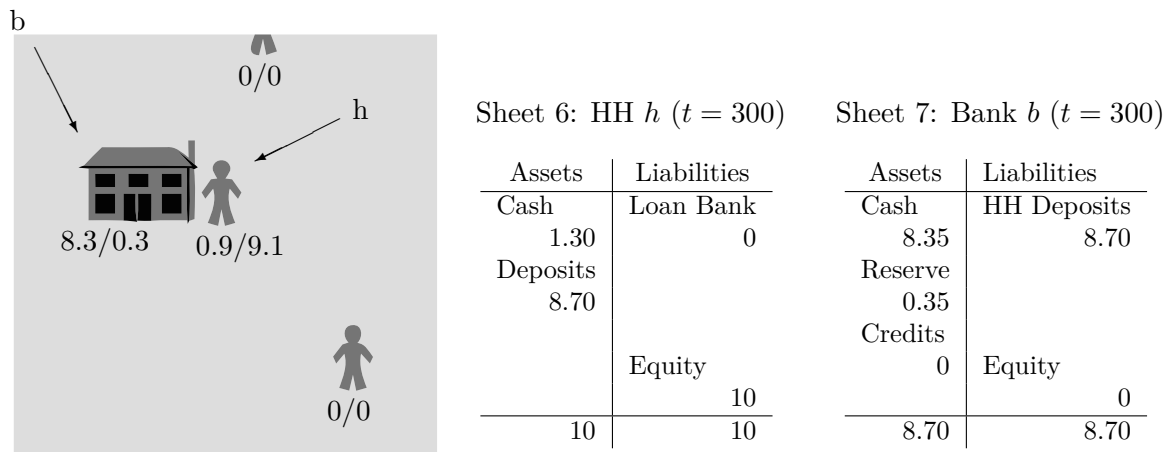 b
0/0
h
8.3/0.3
0.9/9.1
0/0
Sheet 6: HH h (t = 300)
Assets Liabilities
Cash Loan Bank
1.30 0
Deposits
8.70
Equity
10
10 10
Sheet 7: Bank b (t = 300)
Assets Liabilities
Cash HH Deposits
8.35 8.70
Reserve
0.35
Credits
0 Equity
0
8.70 8.70